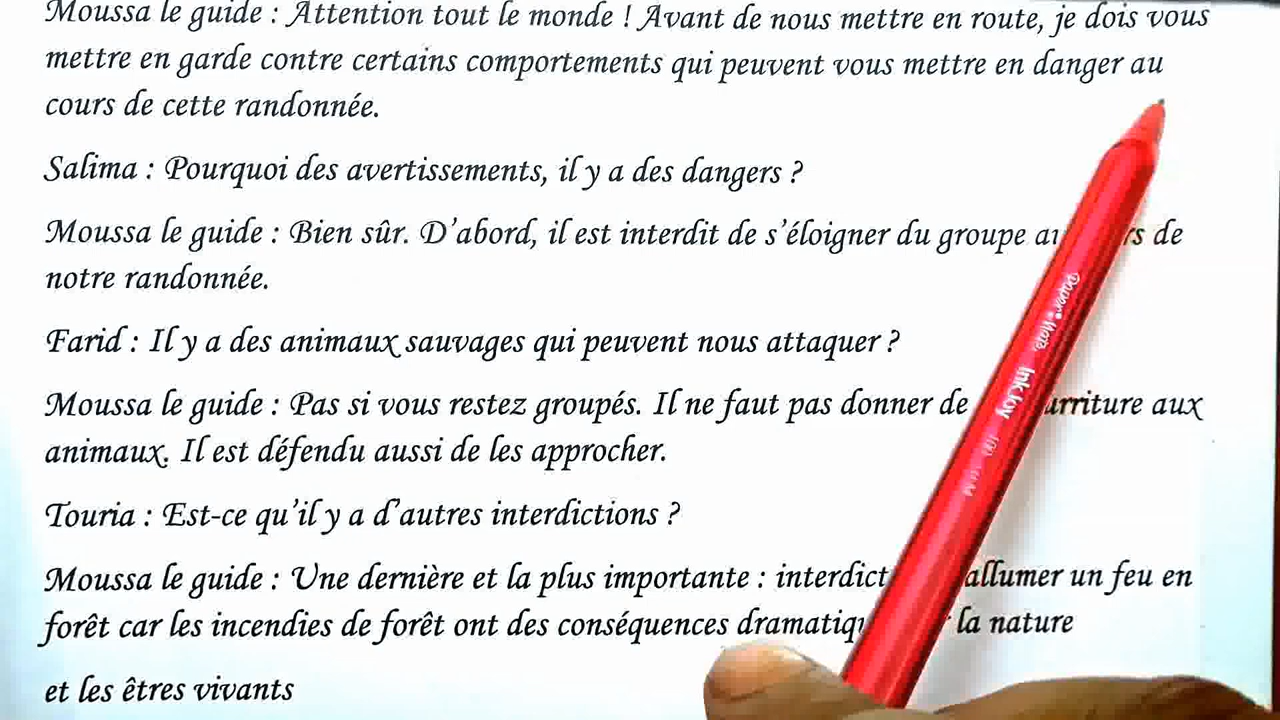 Moussa le guide : Attention tout le monde ! Avant de nous mettre en route, je dois vous
mettre en garde contre certains comportements qui peuvent vous mettre en danger au
cours de cette randonnée.
Salima : Pourquoi des avertissements, il y a des dangers ?
Moussa le guide : Bien sûr. D'abord, il est interdit de s'éloigner du groupe de
notre randonnée.
Farid : Il y a des animaux sauvages qui peuvent nous attaquer ?
Moussa le guide : Pas si vous restez groupés. Il ne faut pas donner de aux
animaux. Il est défendu aussi de les approcher.
Touria : Est-ce qu'il y a d'autres interdictions ?
Moussa le guide : Une dernière et la plus importante : allumer un feu en
forêt car les incendies de forêt ont des conséquences la nature
et les êtres vivants
Paper Mate
InkJoy
100